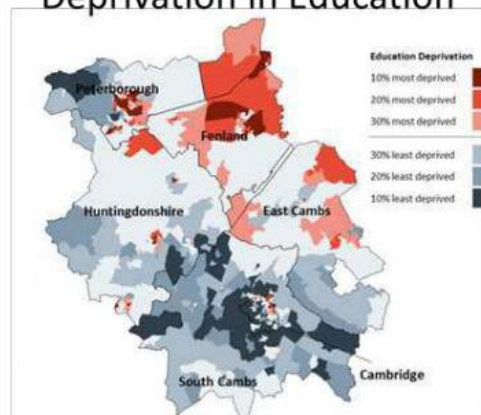 Deprivation in Education
Education Deprivation
10% most deprived
20% most deprived
30% most deprived
30% least deprived
20% least deprived
10% least deprived
Peterborough
Fenland
Huntingdonshire
East Cambs
South Cambs
Cambridge